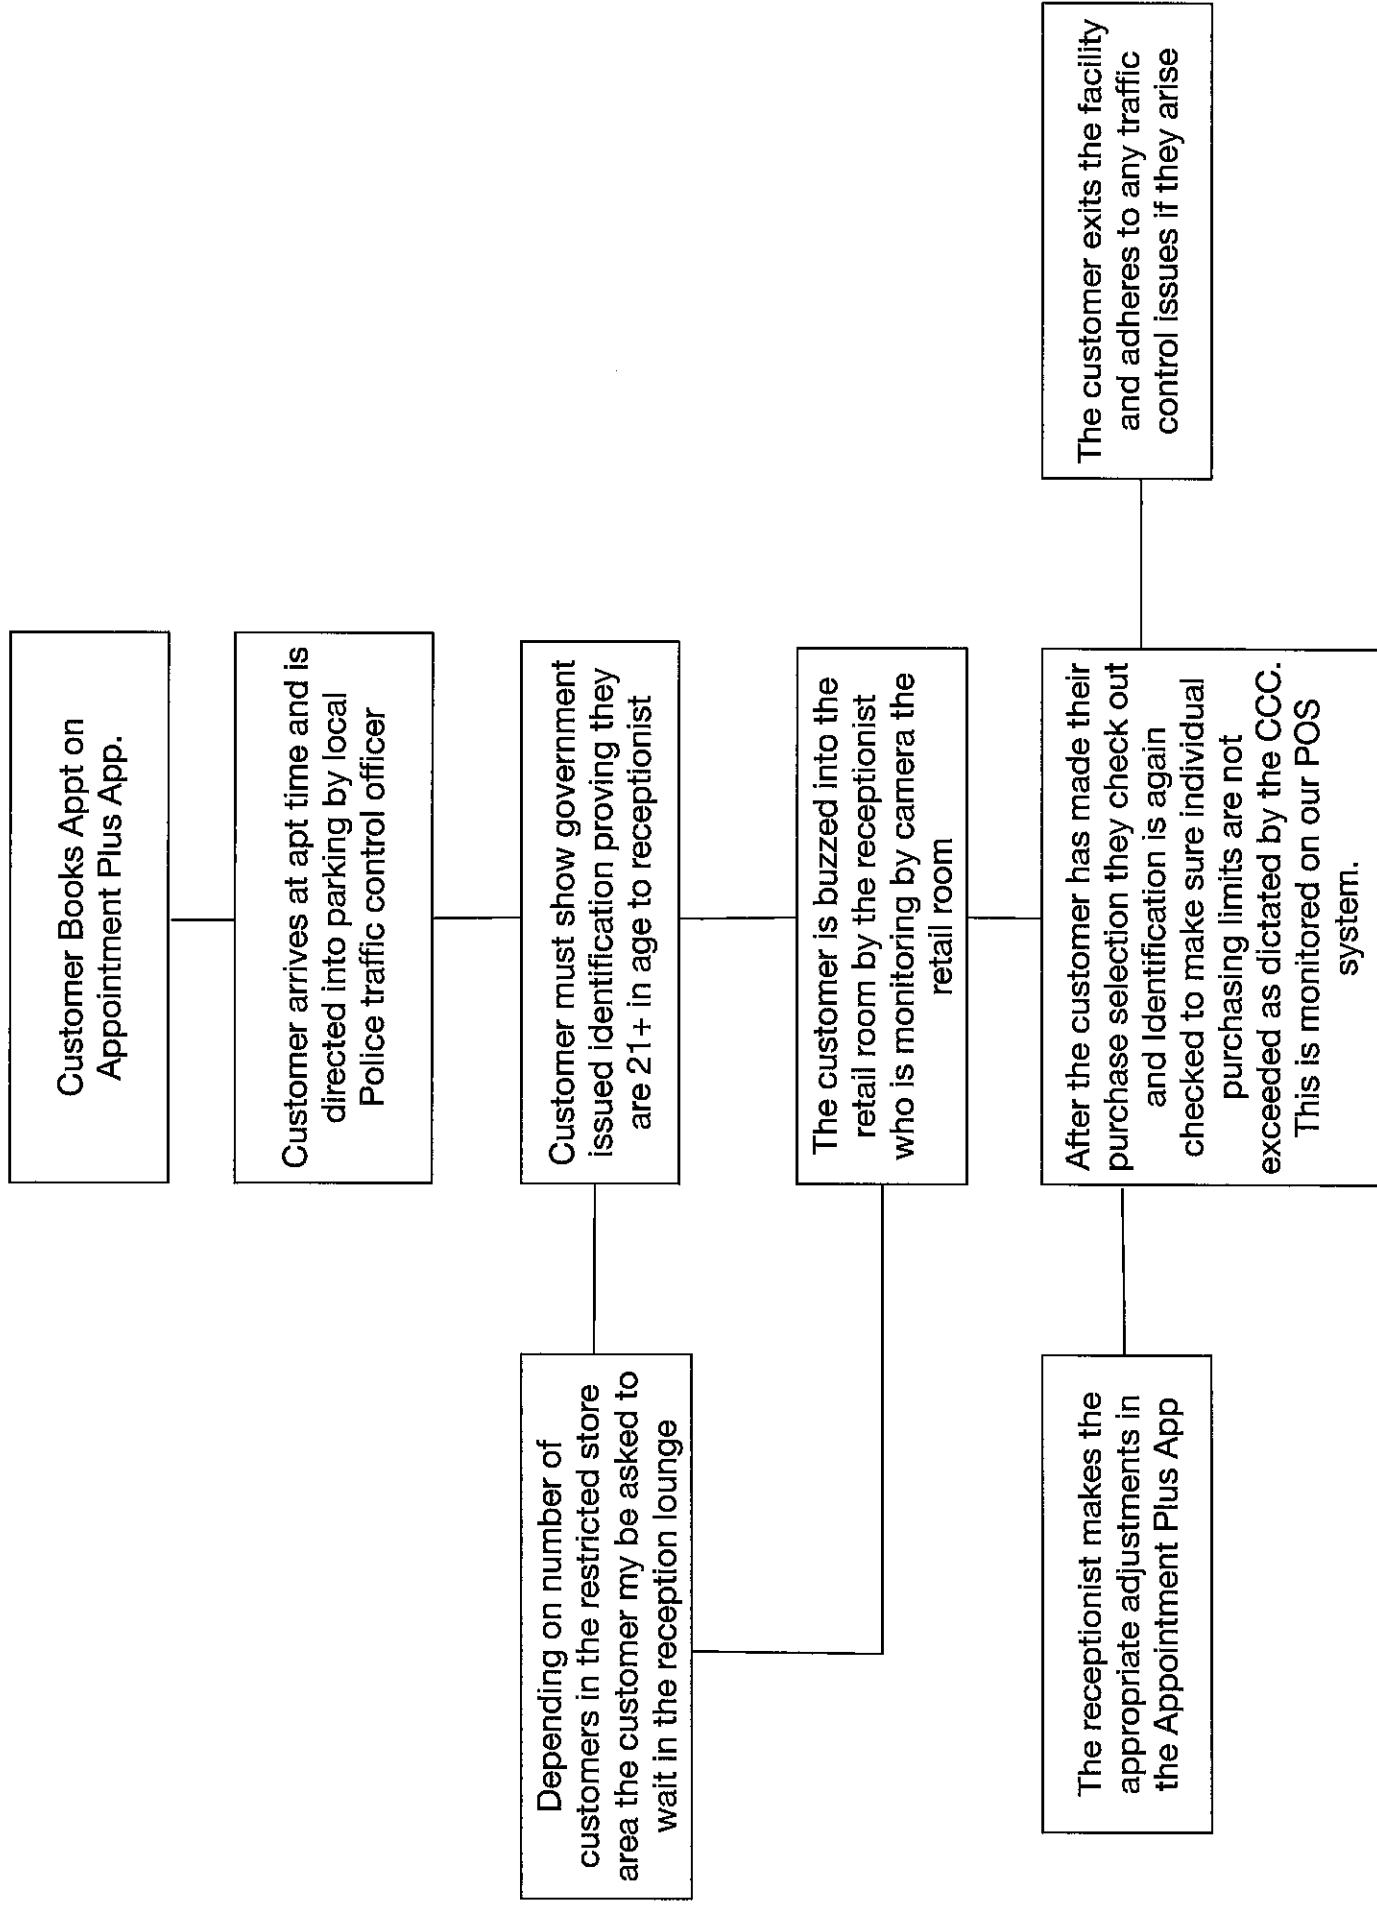 Customer Books Appt on
Appointment Plus App.
Customer arrives at apt time and is
directed into parking by local
Police traffic control officer
Customer must show government
issued identification proving they
are 21+ in age to receptionist
Depending on number of
customers in the restricted store
area the customer my be asked to
wait in the reception lounge
The customer is buzzed into the
retail room by the receptionist
who is monitoring by camera the
retail room
After the customer has made their
purchase selection they check out
and Identification is again
checked to make sure individual
purchasing limits are not
exceeded as dictated by the CCC.
This is monitored on our POS
system.
The receptionist makes the
appropriate adjustments in
the Appointment Plus App
The customer exits the facility
and adheres to any traffic
control issues if they arise